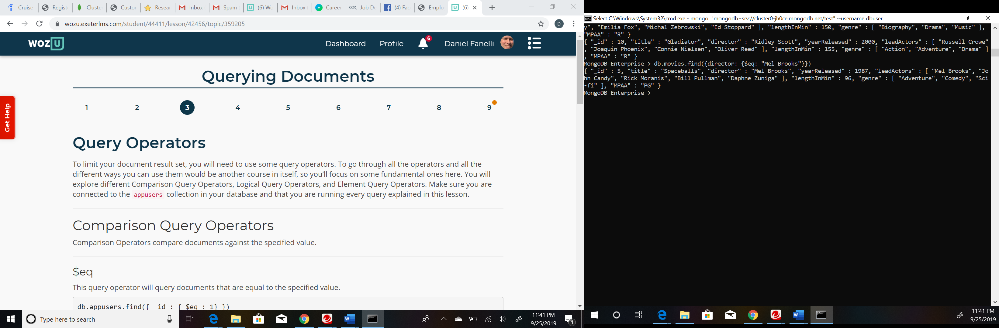 Cruise
Regist
Cluste
Custor
Resear
Inbox
Spam
(6) Wo
Inbox
Career
COX Job De
(4) Fac
Emplo
(6)
wozu.exeterlms.com/student/44411/lesson/42456/topic/359205
D
WOZ U
Dashboard
Profile
6
Daniel Fanelli
Querying Documents
1 2 3 4 5 6 7 8 9
Get Help
Query Operators
To limit your document result set, you will need to use some query operators. To go through all the operators and all the
different ways you can use them would be another course in itself, so you'll focus on some fundamental ones here. You will
explore different Comparison Query Operators, Logical Query Operators, and Element Query Operators. Make sure you are
connected to the appusers collection in your database and that you are running every query explained in this lesson.
Comparison Query Operators
Comparison Operators compare documents against the specified value.
$eq
This query operator will query documents that are equal to the specified value.
db.appusers.find({ _id : { $eq : 1} })
Type here to search
11:41 PM
9/25/2019
1
Select C:\Windows\System32\cmd.exe - mongo "mongodb+srv://cluster0-jh0ce.mongodb.net/test" --username dbuser
y", "Emilia Fox", "Michal Zebrowski", "Ed Stoppard" ], "lengthInMin" : 150, "genre" : [ "Biography", "Drama", "Music" ],
"MPAA" : "R" }
{ "_id" : 10, "title" : "Gladiator", "director" : "Ridley Scott", "yearReleased" : 2000, "leadActors" : [ "Russell Crowe"
, "Joaquin Phoenix", "Connie Nielsen", "Oliver Reed" ], "lengthInMin" : 155, "genre" : [ "Action", "Adventure", "Drama" ]
, "MPAA" : "R" }
MongoDB Enterprise > db.movies.find({director: {$eq: "Mel Brooks"}})
{ "_id" : 5, "title" : "Spaceballs", "director" : "Mel Brooks", "yearReleased" : 1987, "leadActors" : [ "Mel Brooks", "Jo
hn Candy", "Rick Moranis", "Bill Pullman", "Daphne Zuniga" ], "lengthInMin" : 96, "genre" : [ "Adventure", "Comedy", "Sci
-fi" ], "MPAA" : "PG" }
MongoDB Enterprise >
11:41 PM
9/25/2019